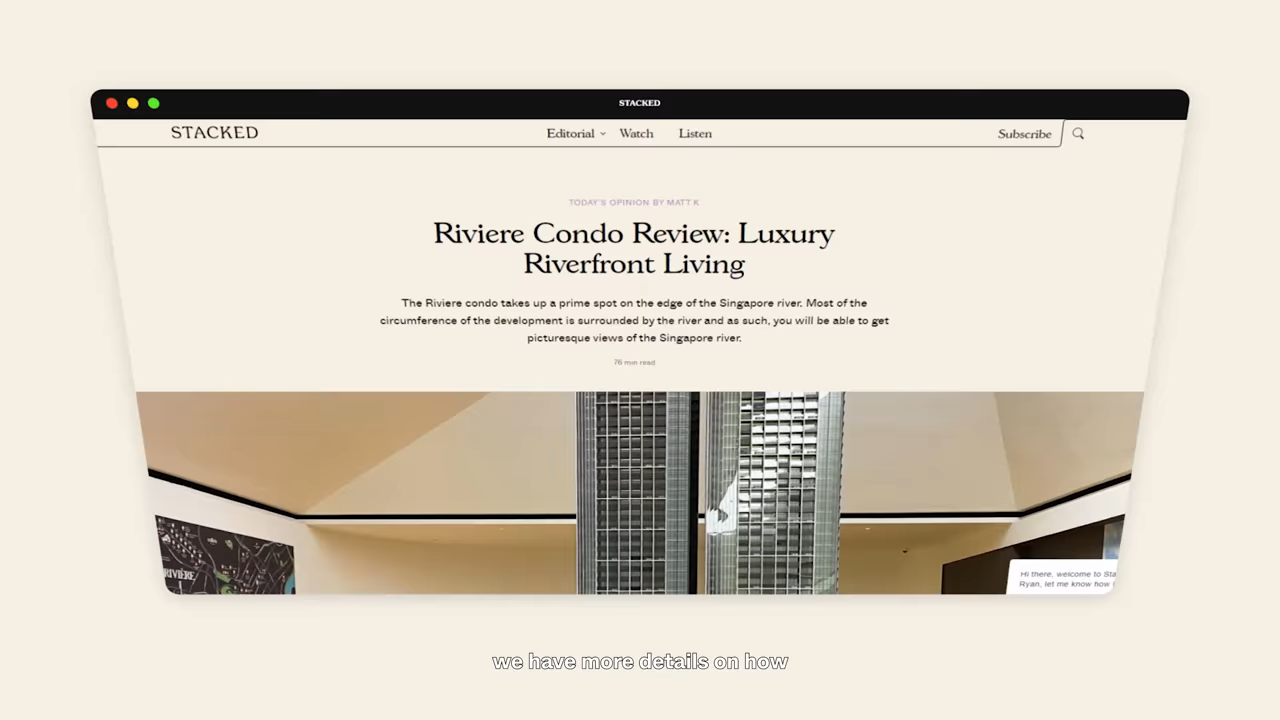 STACKED
STACKED
Editorial
Watch
Listen
Subscribe
TODAY'S OPINION BY MATT K
Riviere Condo Review: Luxury
Riverfront Living
The Riviere condo takes up a prime spot on the edge of the Singapore river. Most of the
circumference of the development is surrounded by the river and as such, you will be able to get
picturesque views of the Singapore river.
76 min read
RIVIÈRE
Hi there, welcome to Sta
Ryan, let me know how
we have more details on how